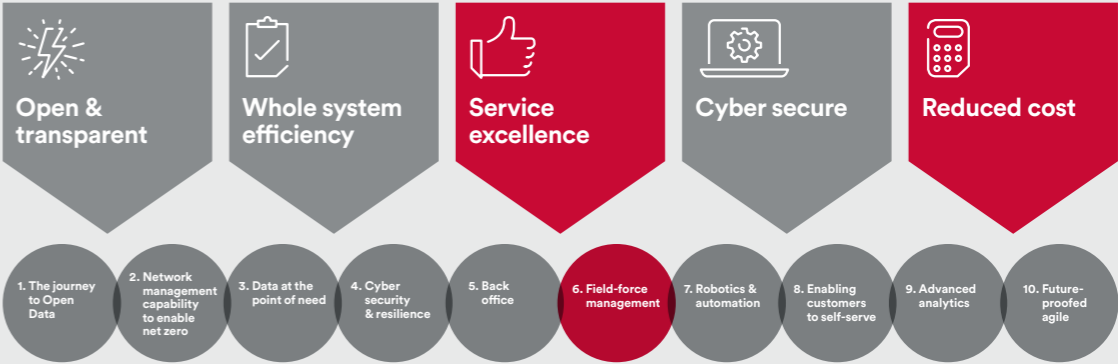 Open &
transparent
Whole system
efficiency
Service
excellence
Cyber secure
Reduced cost
1. The journey
to Open
Data
2. Network
management
capability
to enable
net zero
3. Data at the
point of need
4. Cyber
security
& resilience
5. Back
office
6. Field-force
management
7. Robotics &
automation
8. Enabling
customers
to self-serve
9. Advanced
analytics
10. Future-
proofed
agile